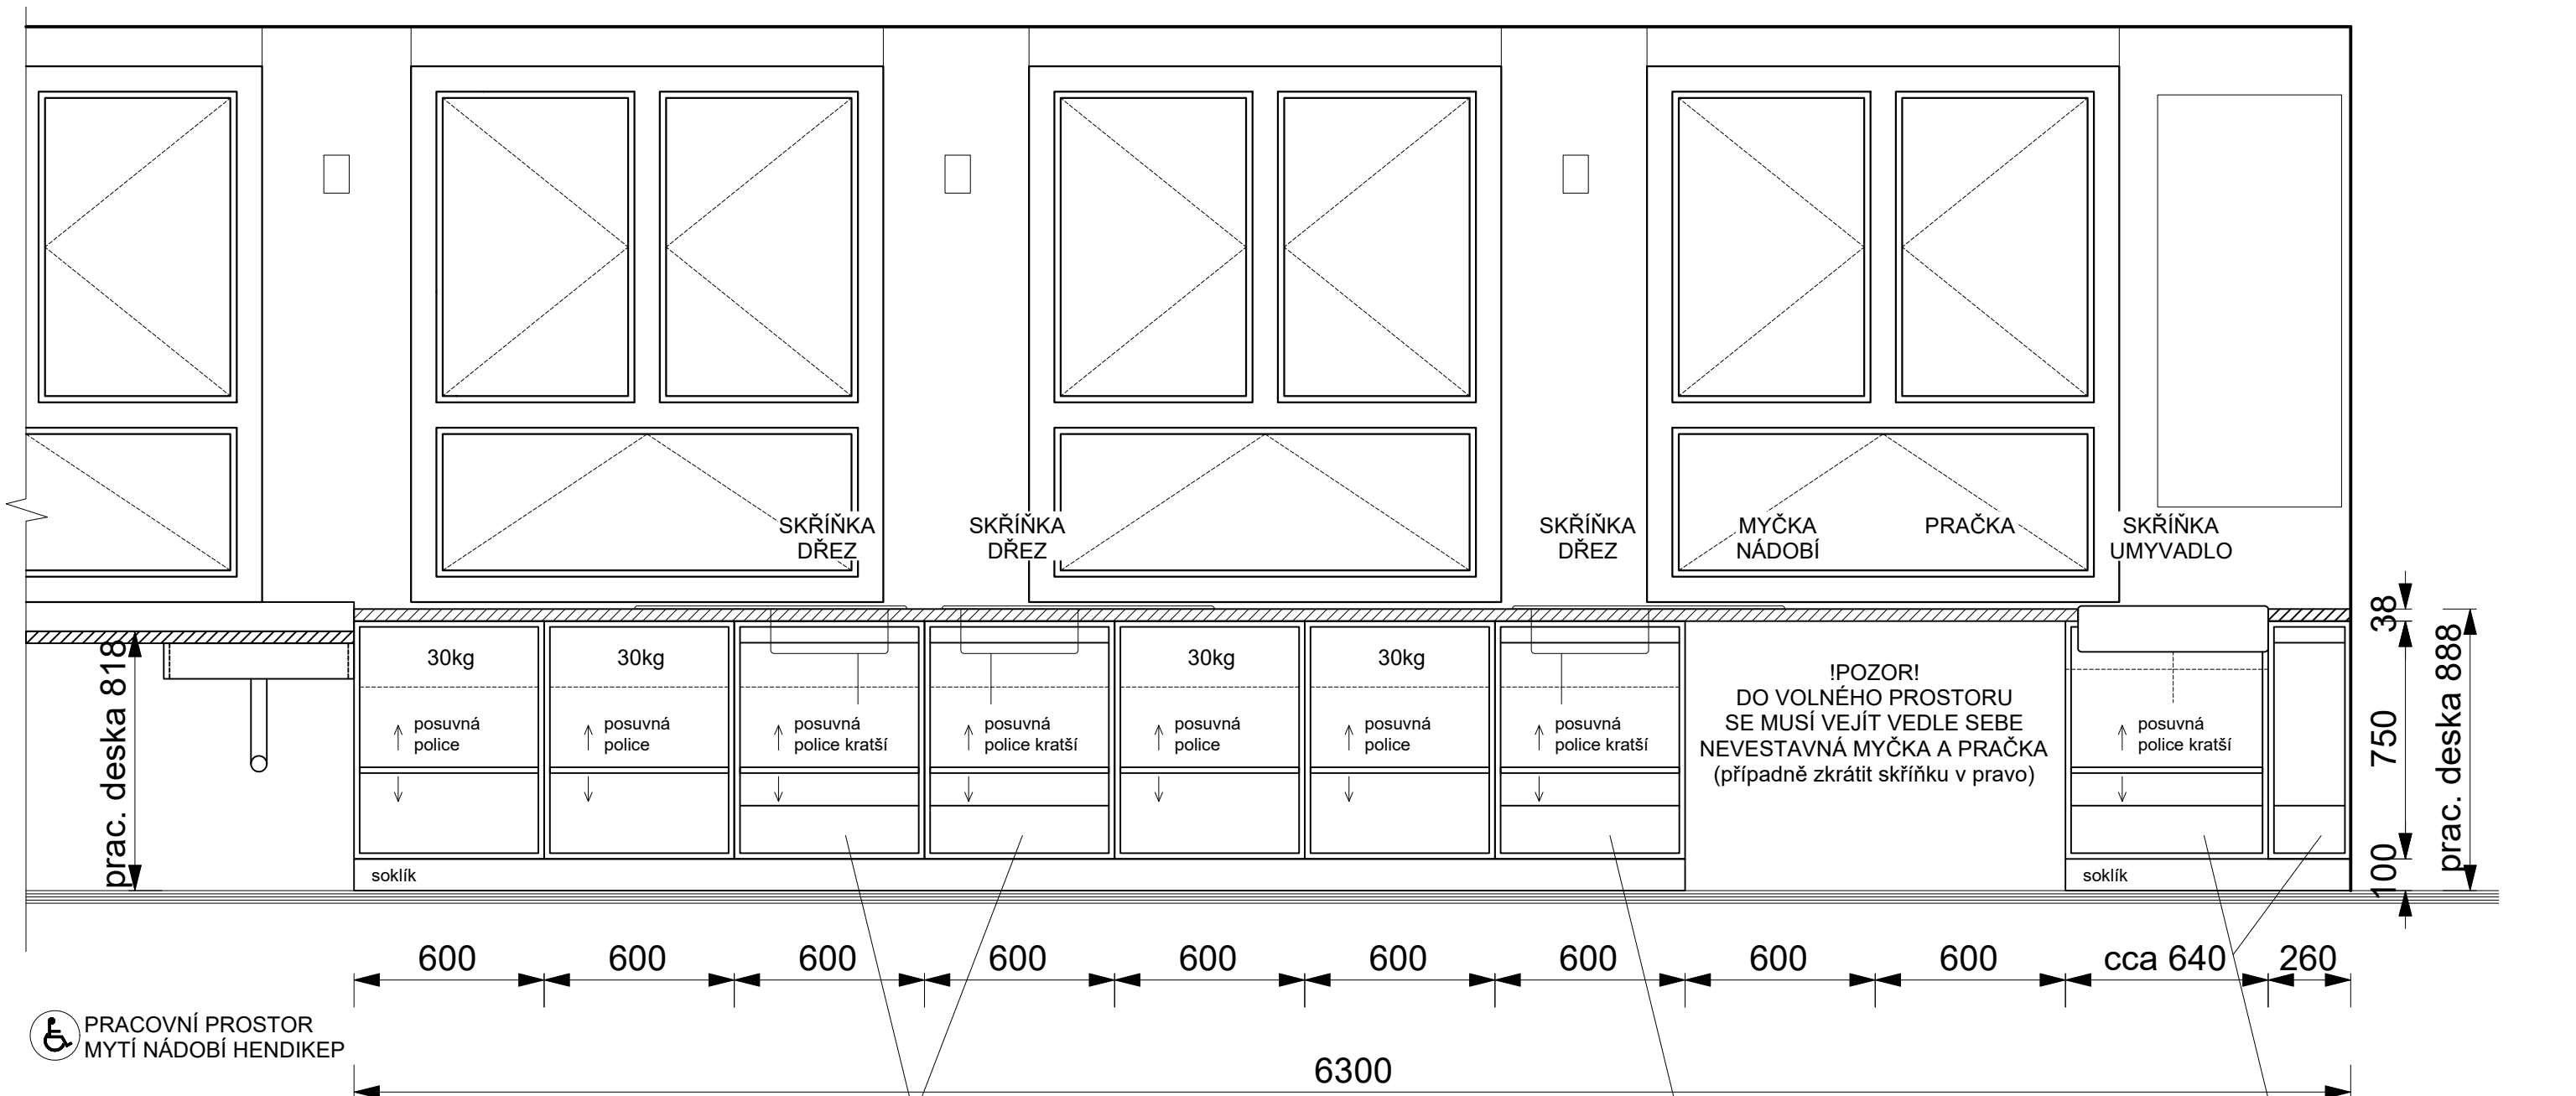 SKŘÍŇKA
DŘEZ
SKŘÍŇKA
DŘEZ
SKŘÍŇKA
DŘEZ
MYČKA
NÁDOBÍ
PRAČKA
SKŘÍŇKA
UMYVADLO
38
750
100
prac. deska 888
prac. deska 818
30kg
posuvná
police
30kg
posuvná
police
posuvná
police kratší
posuvná
police kratší
30kg
posuvná
police
30kg
posuvná
police
posuvná
police kratší
!POZOR!
DO VOLNÉHO PROSTORU
SE MUSÍ VEJÍT VEDLE SEBE
NEVESTAVNÁ MYČKA A PRAČKA
(případně zkrátit skříňku v pravo)
posuvná
police kratší
soklík
soklík
600
600
600
600
600
600
600
600
600
cca 640
260
PRACOVNÍ PROSTOR
MYTÍ NÁDOBÍ HENDIKEP
6300